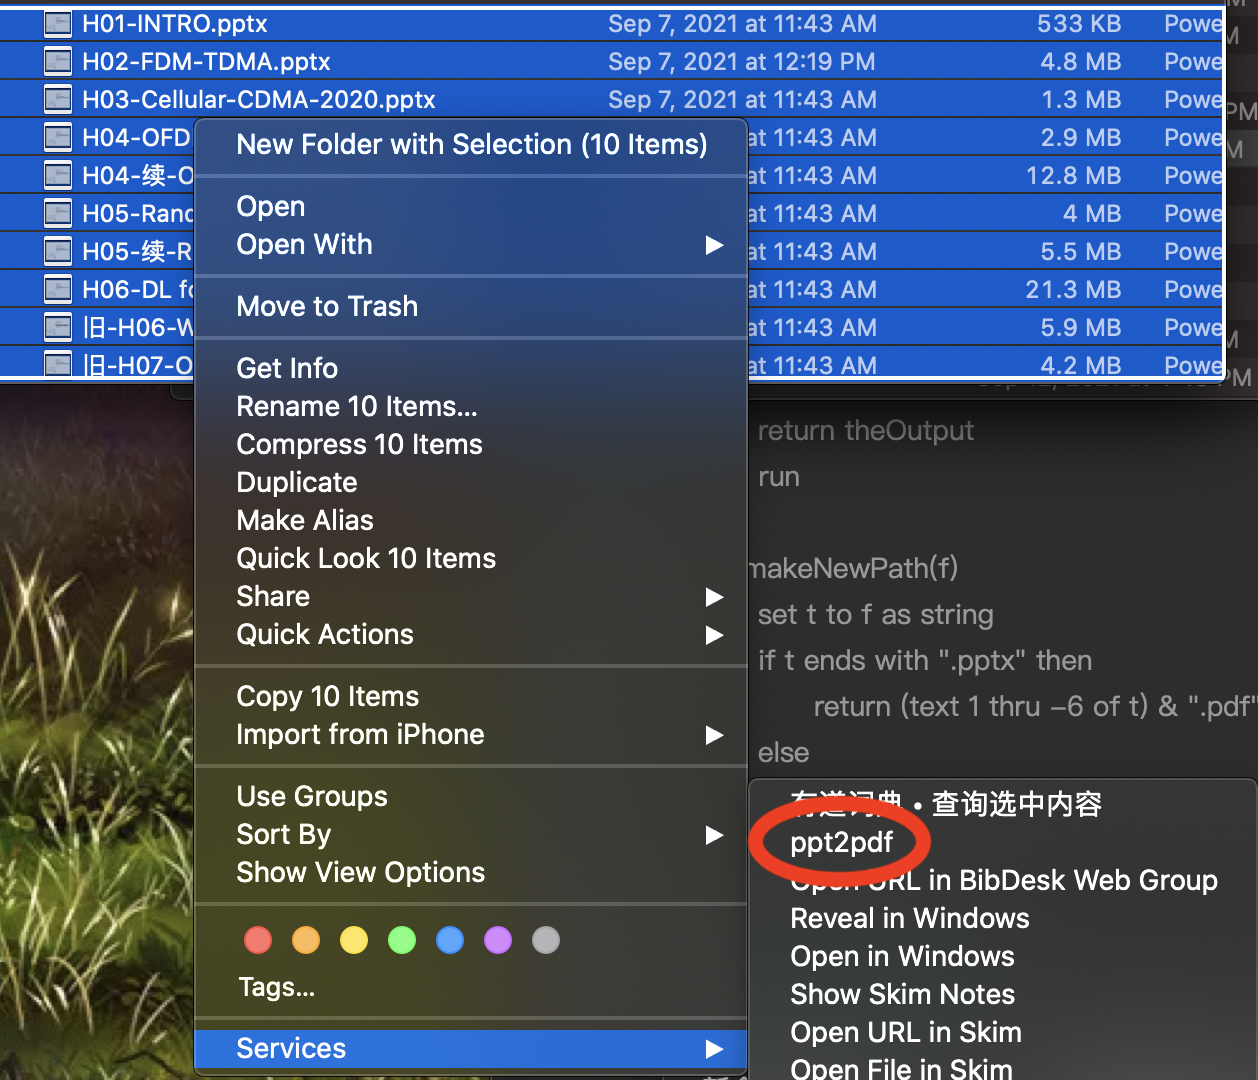 H01-INTRO.pptx Sep 7, 2021 at 11:43 AM 533 KB Powe
H02-FDM-TDMA.pptx Sep 7, 2021 at 12:19 PM 4.8 MB Powe
H03-Cellular-CDMA-2020.pptx Sep 7, 2021 at 11:43 AM 1.3 MB Powe
H04-OFD at 11:43 AM 2.9 MB Powe
H04-续-O at 11:43 AM 12.8 MB Powe
H05-Rand at 11:43 AM 4 MB Powe
H05-续-R at 11:43 AM 5.5 MB Powe
H06-DL fo at 11:43 AM 21.3 MB Powe
旧-H06-W at 11:43 AM 5.9 MB Powe
旧-H07-O at 11:43 AM 4.2 MB Powe
New Folder with Selection (10 Items)
Open
Open With
Move to Trash
Get Info
Rename 10 Items...
Compress 10 Items
Duplicate
Make Alias
Quick Look 10 Items
Share
Quick Actions
Copy 10 Items
Import from iPhone
Use Groups
Sort By
Show View Options
Tags...
Services
return theOutput
run
makeNewPath(f)
set t to f as string
if t ends with ".pptx" then
return (text 1 thru -6 of t) & ".pdf"
else
有道词典 • 查询选中内容
ppt2pdf
Open URL in BibDesk Web Group
Reveal in Windows
Open in Windows
Show Skim Notes
Open URL in Skim
Open File in Skim